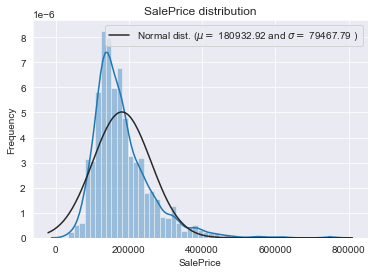 SalePrice distribution
1e−6
Normal dist. (μ = 180932.92 and σ = 79467.79 )
8
7
6
5
4
3
2
1
0
Frequency
0 200000 400000 600000 800000
SalePrice